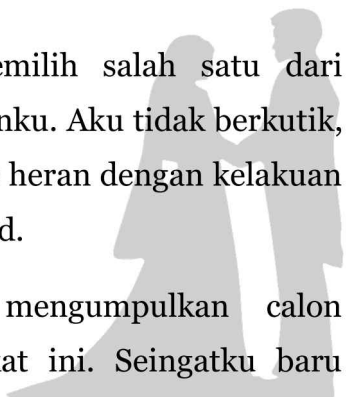 emilih salah satu dari
nku. Aku tidak berkutik,
heran dengan kelakuan
d.
mengumpulkan calon
at ini. Seingatku baru